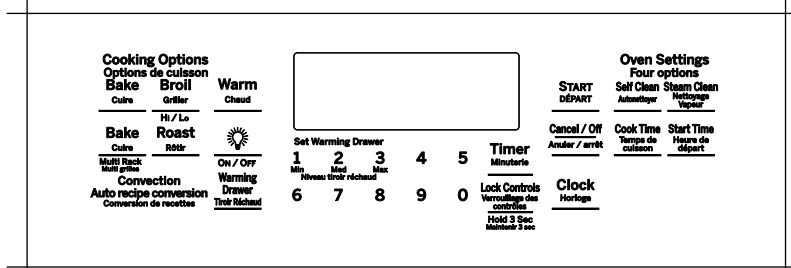 Cooking Options
Options de cuisson
Bake
Cuire
Broil
Griller
Warm
Chaud
HI / LO
Bake
Cuire
Roast
Rôtir
Multi Rack
Multi grilles
ON / OFF
Convection
Auto recipe conversion
Conversion de recettes
Warming
Drawer
Tiroir Réchaud
Set Warming Drawer
1 2 3 4 5
Min Med Max
Niveau tiroir réchaud
6 7 8 9 0
Timer
Minuterie
Lock Controls
Verrouillage des
contrôles
Hold 3 Sec
Maintenir 3 sec
START
DÉPART
Cancel / Off
Anuler / arrêt
Clock
Horloge
Oven Settings
Four options
Self Clean
Autonettoyer
Steam Clean
Nettoyage
Vapeur
Cook Time
Temps de
cuisson
Start Time
Heure de
départ